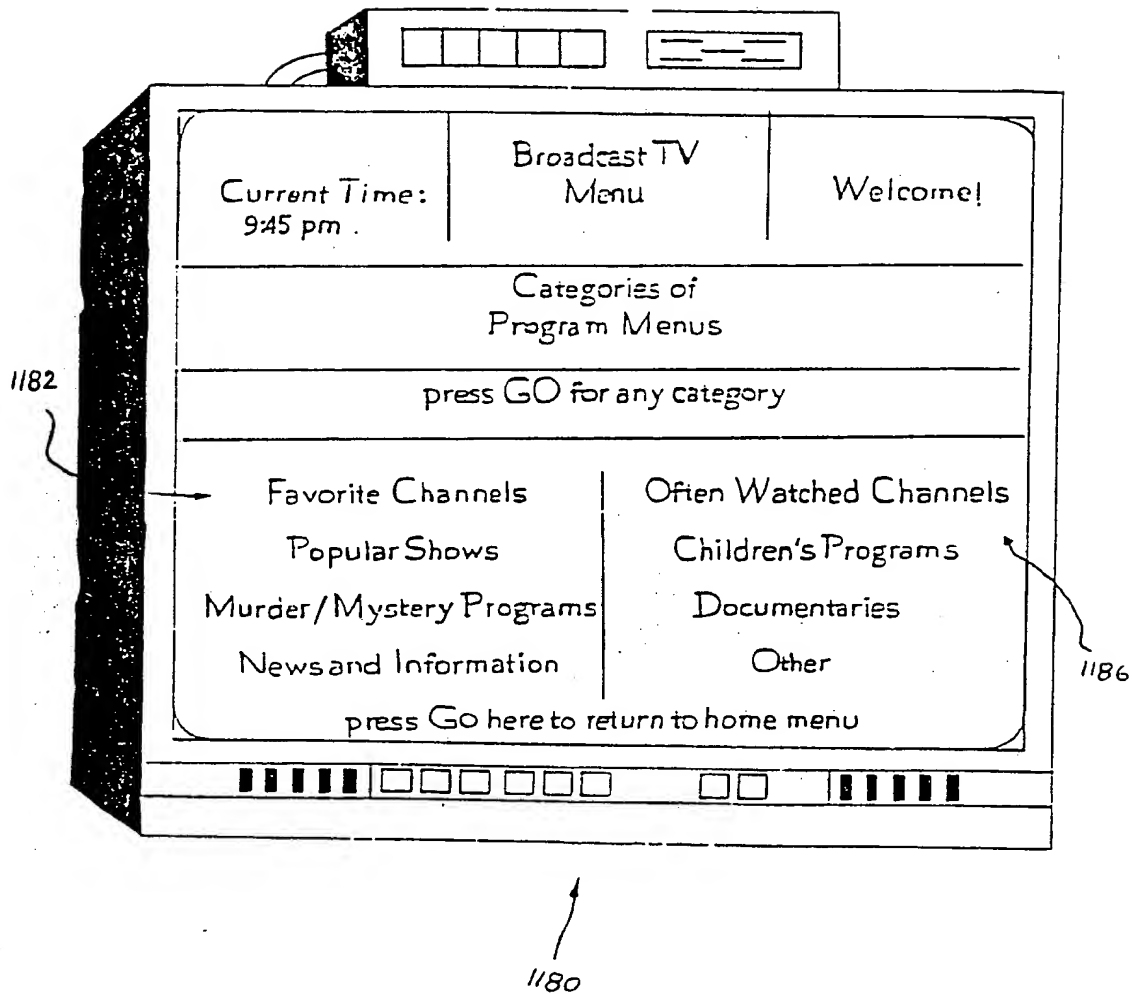 Broadcast TV
Menu
Current Time:
9:45 pm.
Welcome!
Categories of
Program Menus
press GO for any category
1182
Favorite Channels
Often Watched Channels
Popular Shows
Children's Programs
Murder/Mystery Programs
Documentaries
News and Information
Other
1186
press Go here to return to home menu
1180